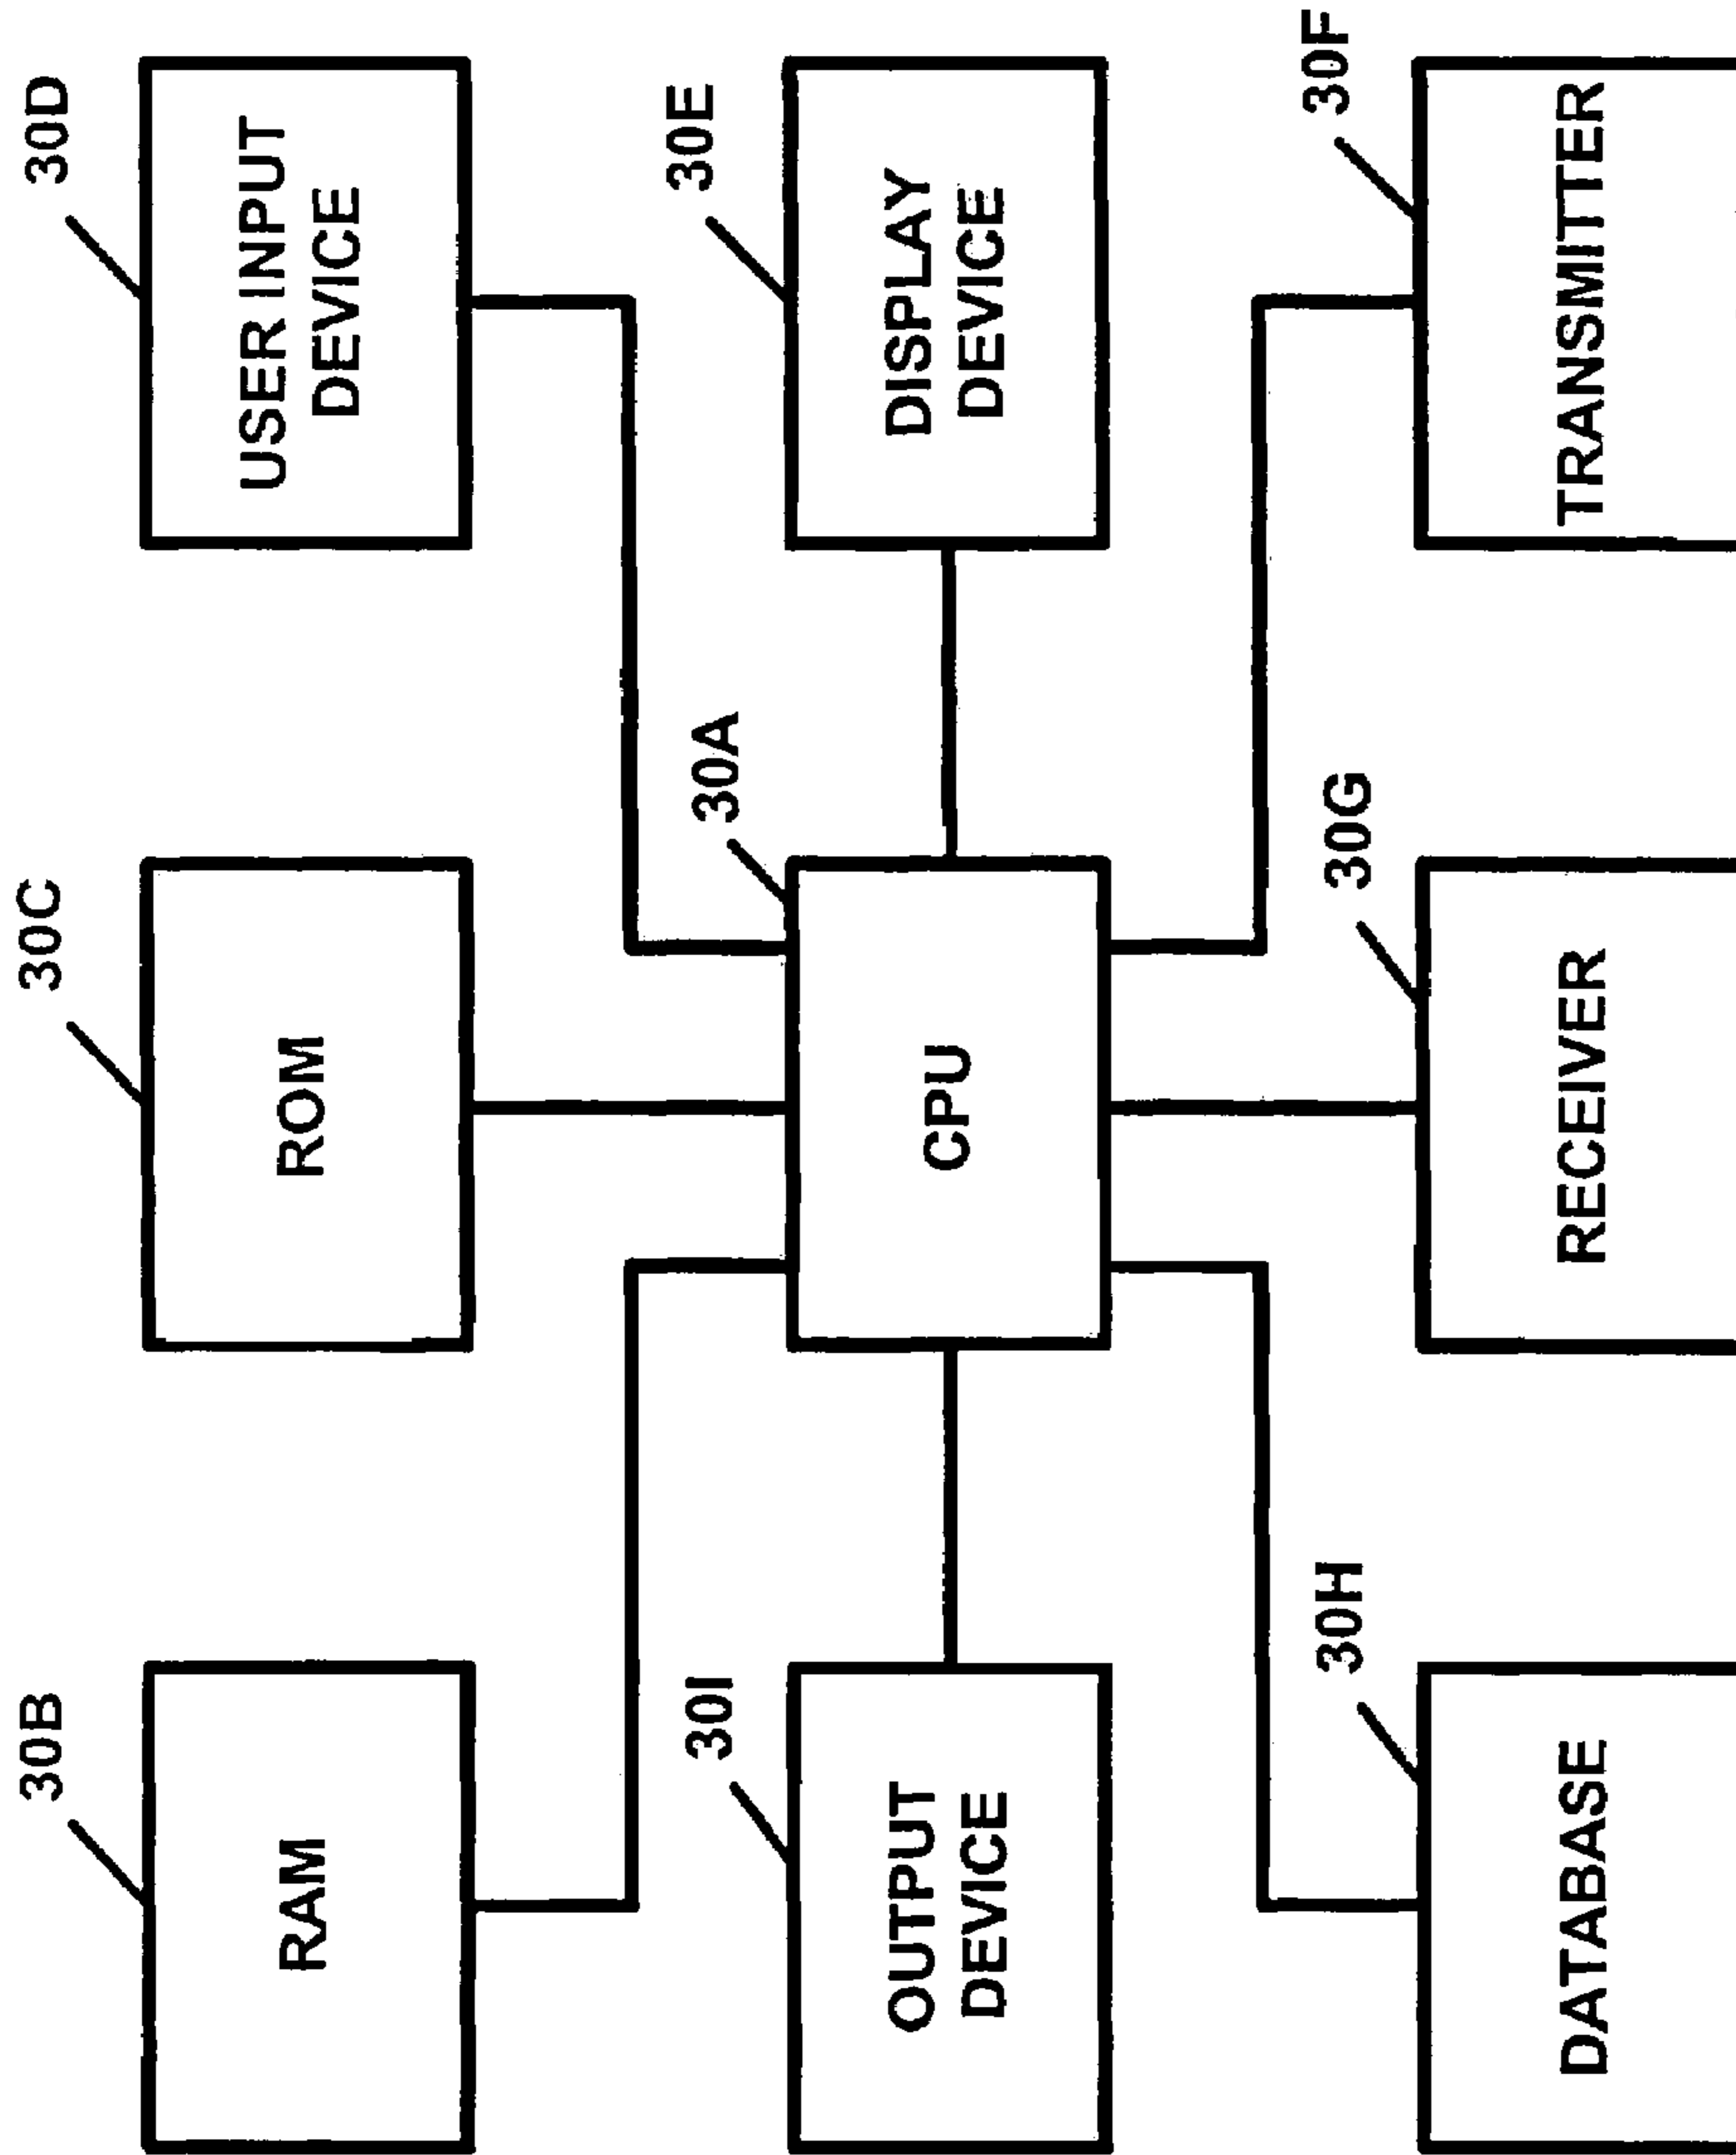 30B
30C
30D
RAM
ROM
USER INPUT
DEVICE
30I
30A
30E
OUTPUT
DEVICE
CPU
DISPLAY
DEVICE
30H
30G
30F
DATABASE
RECEIVER
TRANSMITTER